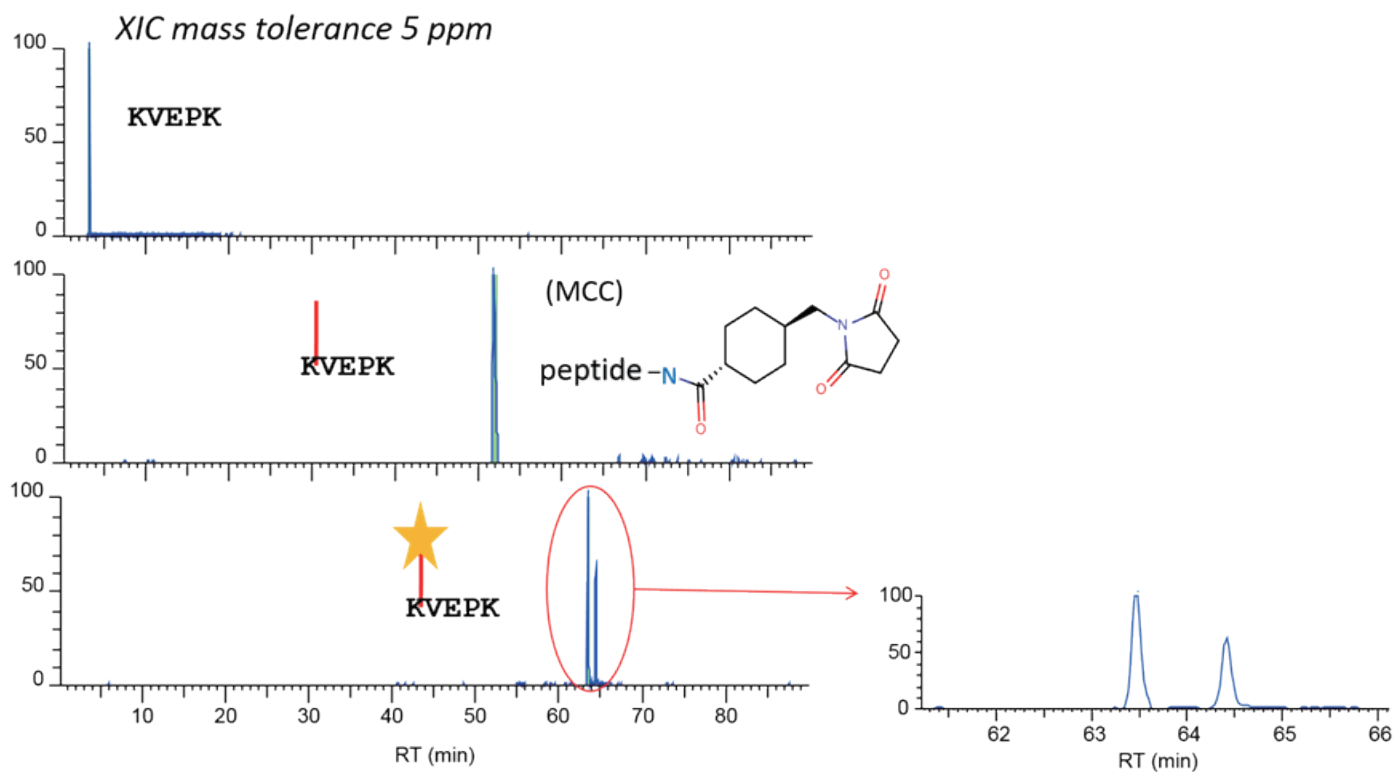 XIC mass tolerance 5 ppm
100
50
0
KVEPK
100
50
0
KVEPK
(MCC)
peptide
N
O
N
O
O
100
50
0
KVEPK
10 20 30 40 50 60 70 80
RT (min)
100
50
0
62 63 64 65 66
RT (min)